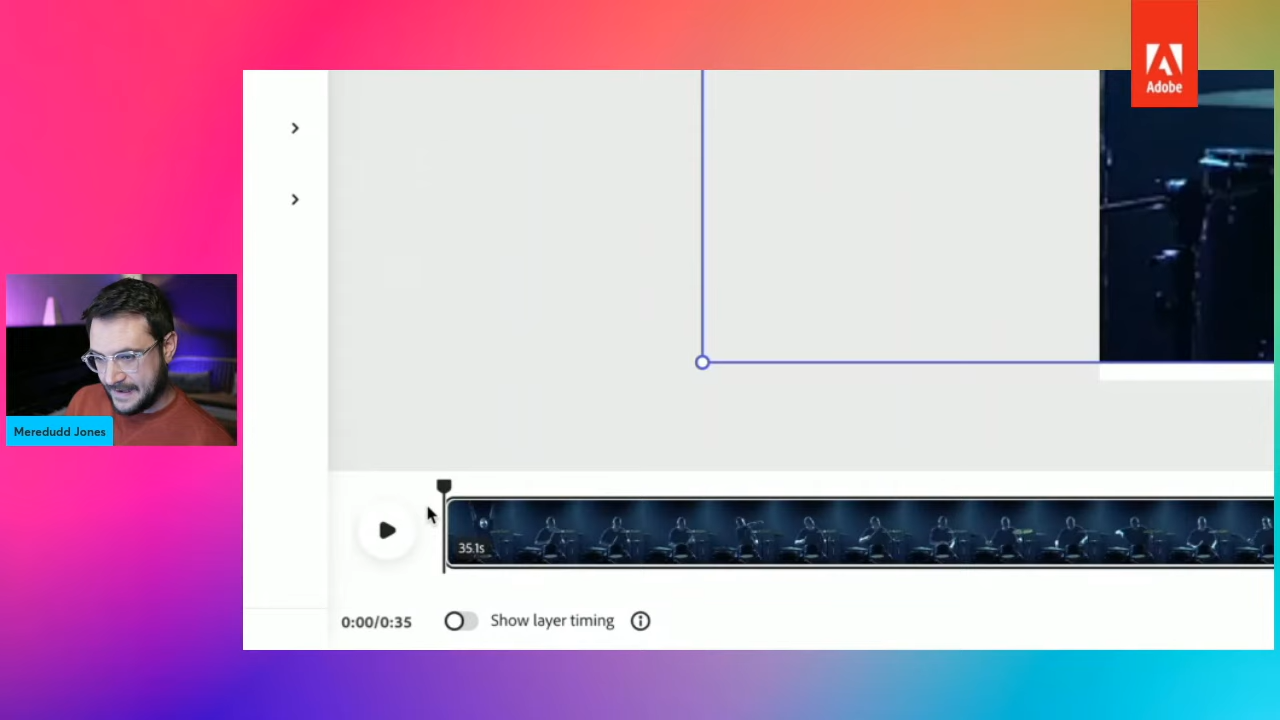 Adobe
Meredudd Jones
35.1s
0:00/0:35
Show layer timing